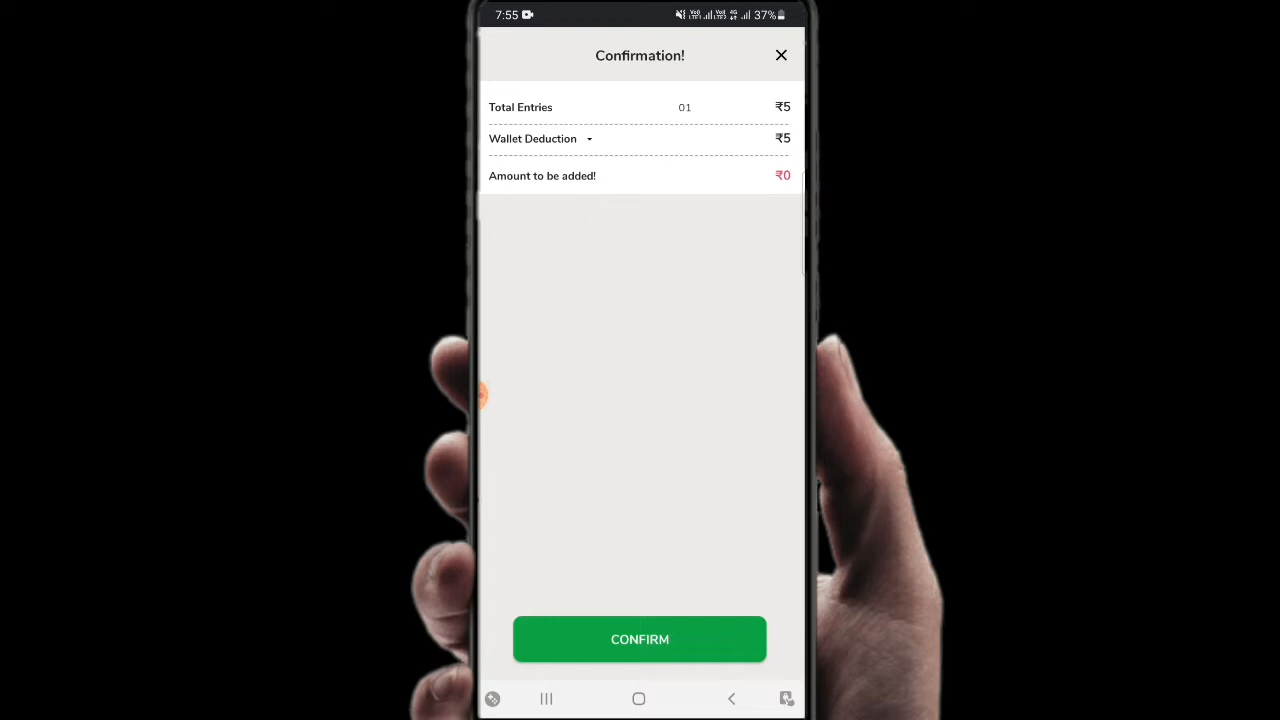 7:55 37%
Confirmation!
Total Entries 01 ₹5
Wallet Deduction ₹5
Amount to be added! ₹0
CONFIRM